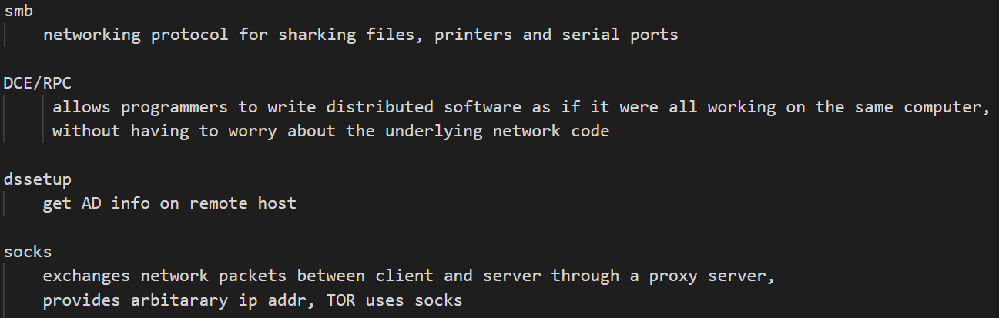 smb
networking protocol for sharking files, printers and serial ports
DCE/RPC
allows programmers to write distributed software as if it were all working on the same computer,
without having to worry about the underlying network code
dssetup
get AD info on remote host
socks
exchanges network packets between client and server through a proxy server,
provides arbitarary ip addr, TOR uses socks